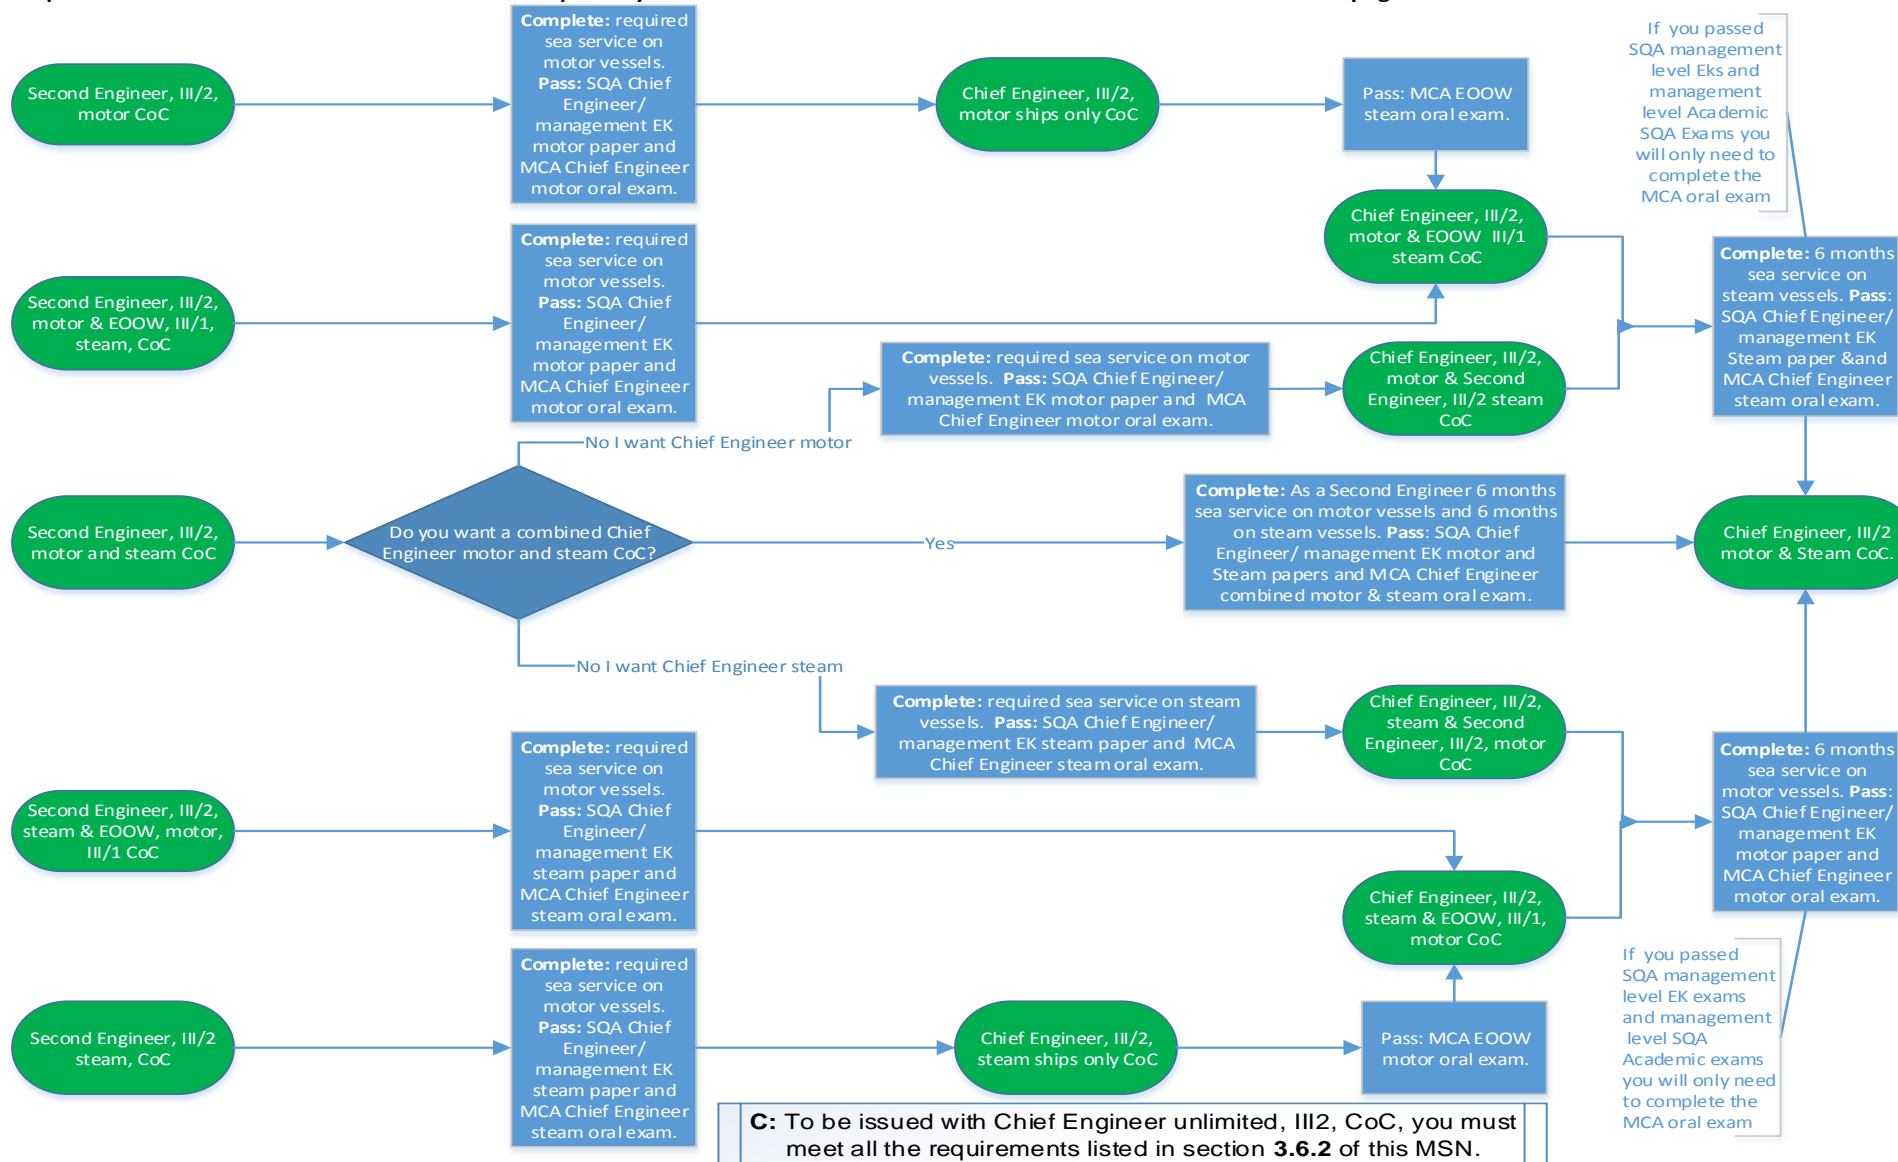 Complete: required
sea service on
motor vessels.
Pass: SQA Chief
Engineer/
management EK
motor paper and
MCA Chief Engineer
motor oral exam.
If you passed
SQA management
level Eks and
management
level Academic
SQA Exams you
will only need to
complete the
MCA oral exam
Second Engineer, III/2,
motor CoC
Chief Engineer, III/2,
motor ships only CoC
Pass: MCA EOOW
steam oral exam.
Chief Engineer, III/2,
motor & EOOW III/1
steam CoC
Complete: required
sea service on
motor vessels.
Pass: SQA Chief
Engineer/
management EK
motor paper and
MCA Chief Engineer
motor oral exam.
Second Engineer, III/2,
motor & EOOW, III/1,
steam, CoC
Complete: 6 months
sea service on
steam vessels. Pass:
SQA Chief Engineer/
management EK
Steam paper &and
MCA Chief Engineer
steam oral exam.
Complete: required sea service on motor
vessels. Pass: SQA Chief Engineer/
management EK motor paper and MCA
Chief Engineer motor oral exam.
Chief Engineer, III/2,
motor & Second
Engineer, III/2 steam
CoC
No I want Chief Engineer motor
Second Engineer, III/2,
motor and steam CoC
Do you want a combined Chief
Engineer motor and steam CoC?
Yes
Complete: As a Second Engineer 6 months
sea service on motor vessels and 6 months
on steam vessels. Pass: SQA Chief
Engineer/ management EK motor and
Steam papers and MCA Chief Engineer
combined motor & steam oral exam.
Chief Engineer, III/2
motor & Steam CoC.
No I want Chief Engineer steam
Complete: required sea service on steam
vessels. Pass: SQA Chief Engineer/
management EK steam paper and MCA
Chief Engineer steam oral exam.
Chief Engineer, III/2,
steam & Second
Engineer, III/2, motor
CoC
Complete: required
sea service on
motor vessels.
Pass: SQA Chief
Engineer/
management EK
steam paper and
MCA Chief Engineer
steam oral exam.
Second Engineer, III/2,
steam & EOOW, motor,
III/1 CoC
Complete: 6 months
sea service on
motor vessels. Pass:
SQA Chief Engineer/
management EK
motor paper and
MCA Chief Engineer
motor oral exam.
Chief Engineer, III/2,
steam & EOOW, III/1,
motor CoC
Complete: required
sea service on
motor vessels.
Pass: SQA Chief
Engineer/
management EK
steam paper and
MCA Chief Engineer
steam oral exam.
Second Engineer, III/2
steam, CoC
Chief Engineer, III/2,
steam ships only CoC
Pass: MCA EOOW
motor oral exam.
If you passed
SQA management
level EK exams
and management
level SQA
Academic exams
you will only need
to complete the
MCA oral exam
C: To be issued with Chief Engineer unlimited, III2, CoC, you must
meet all the requirements listed in section 3.6.2 of this MSN.